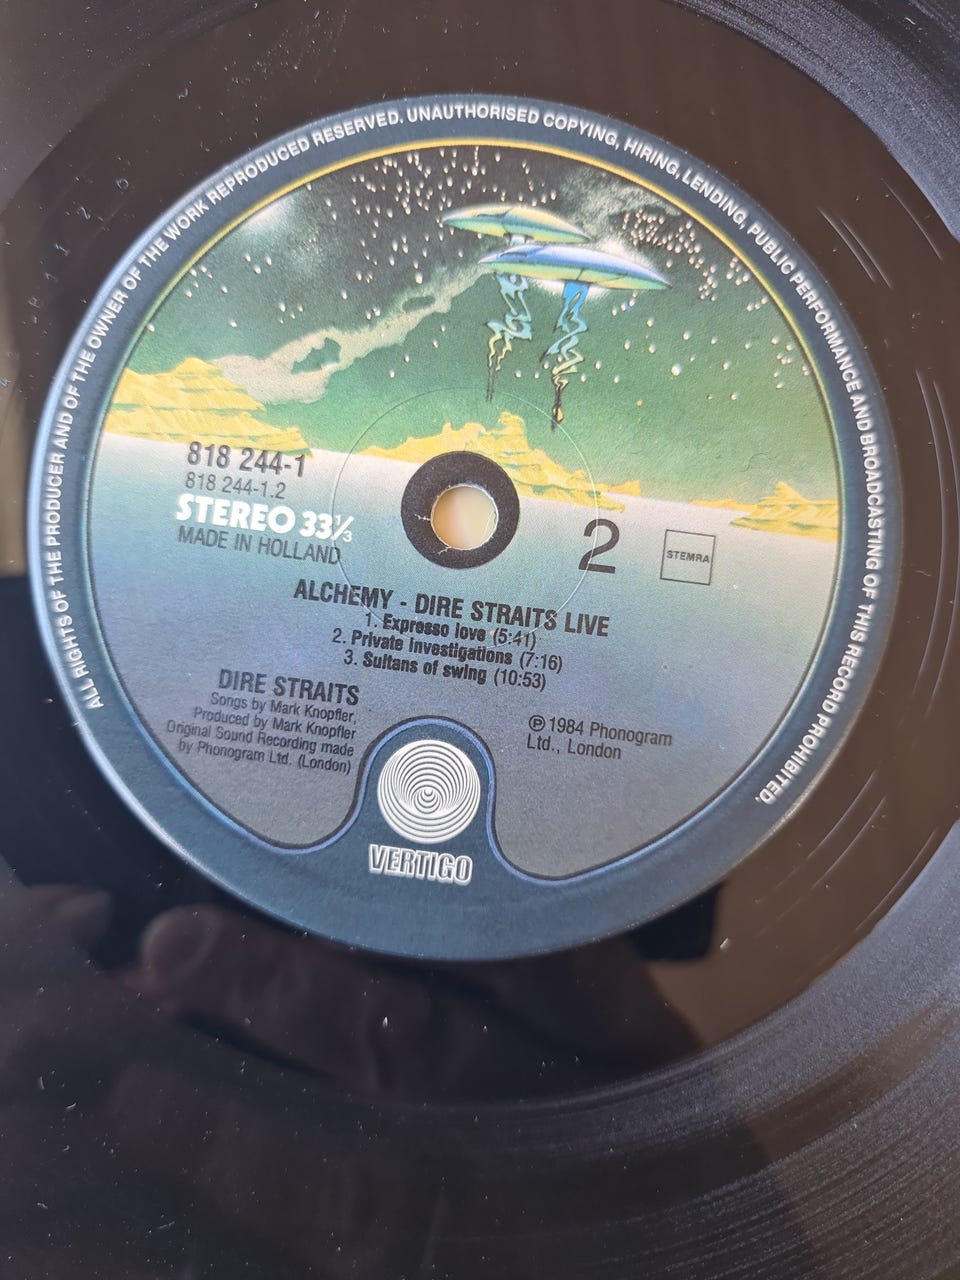 ALL RIGHTS OF THE PRODUCER AND OF THE OWNER OF THE WORK REPRODUCED RESERVED. UNAUTHORISED COPYING, HIRING, LENDING, PUBLIC PERFORMANCE AND BROADCASTING OF THIS RECORD PROHIBITED.
818 244-1
818 244-1.2
STEREO 33⅓
MADE IN HOLLAND
2
STEMRA
ALCHEMY - DIRE STRAITS LIVE
1. Expresso love (5:41)
2. Private investigations (7:16)
3. Sultans of swing (10:53)
DIRE STRAITS
Songs by Mark Knopfler,
Produced by Mark Knopfler
Original Sound Recording made
by Phonogram Ltd. (London)
℗ 1984 Phonogram
Ltd., London
VERTIGO